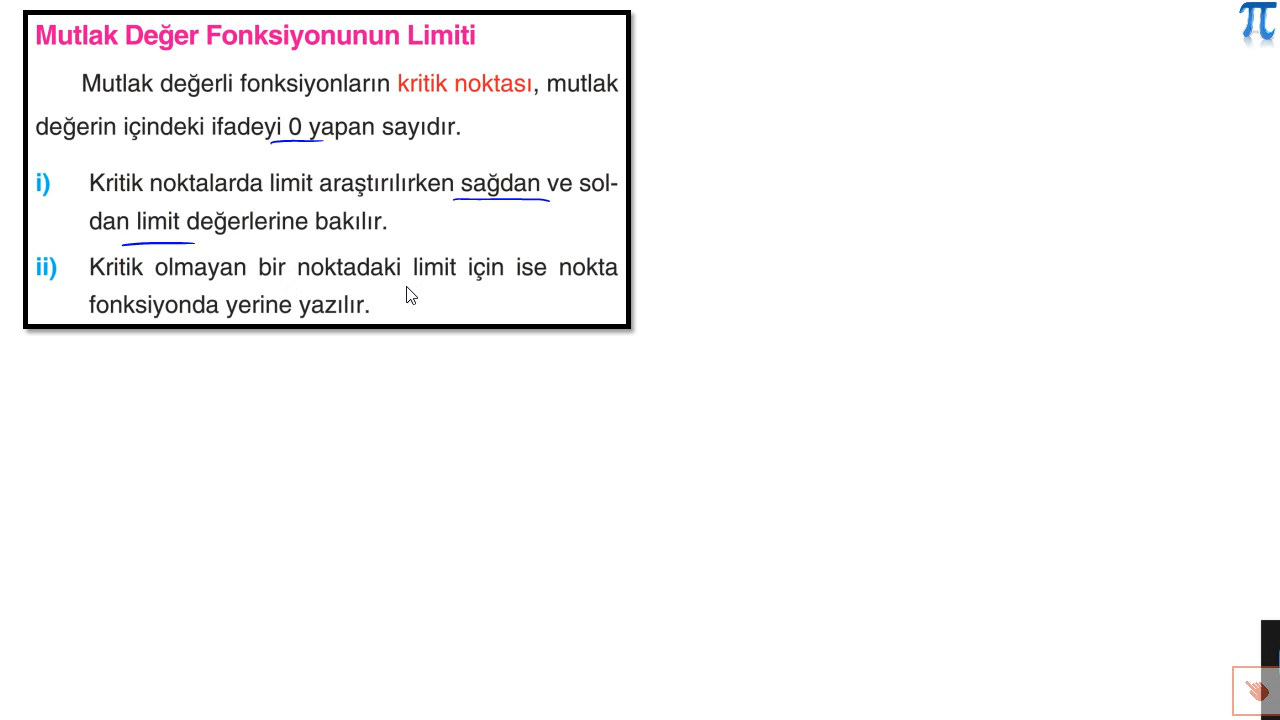 Mutlak Değer Fonksiyonunun Limiti
Mutlak değerli fonksiyonların kritik noktası, mutlak
değerin içindeki ifadeyi 0 yapan sayıdır.
i) Kritik noktalarda limit araştırılırken sağdan ve sol-
dan limit değerlerine bakılır.
ii) Kritik olmayan bir noktadaki limit için ise nokta
fonksiyonda yerine yazılır.
π